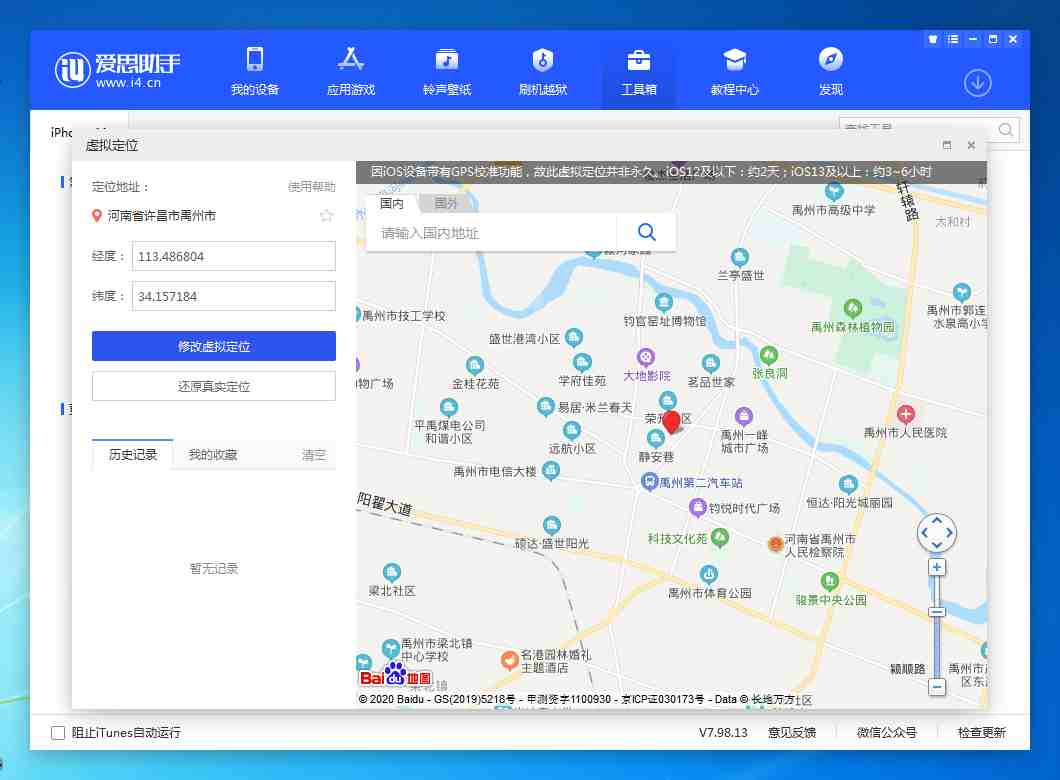 爱思助手
www.i4.cn
我的设备
应用游戏
铃声壁纸
刷机越狱
工具箱
教程中心
发现
虚拟定位
定位地址：
使用帮助
河南省许昌市禹州市
经度：
113.486804
纬度：
34.157184
修改虚拟定位
还原真实定位
历史记录
我的收藏
清空
暂无记录
因iOS设备带有GPS校准功能，故此虚拟定位并非永久。iOS12及以下：约2天；iOS13及以上：约3~6小时
国内
国外
请输入国内地址
禹州市高级中学
轩辕路
太和村
兰亭盛世
禹州市技工学校
钧官窑址博物馆
禹州森林植物园
禹州市郭连
水泉高小学
盛世港湾小区
大地影院
茗品世家
张良洞
物广场
金桂花苑
学府佳苑
易居·米兰春天
平禹煤电公司
和谐小区
远航小区
静安巷
禹州一峰
城市广场
禹州市人民医院
禹州市电信大楼
禹州第二汽车站
钧悦时代广场
恒达·阳光城丽园
阳翟大道
硕达·盛世阳光
科技文化苑
河南省禹州市
人民检察院
梁北社区
禹州市体育公园
骏景中央公园
禹州市梁北镇
中心学校
名港园林婚礼
主题酒店
颍顺路
禹州市
Bai du 地图
© 2020 Baidu - GS(2019)5218号 - 甲测资字1100930 - 京ICP证030173号 - Data © 长地万方
阻止iTunes自动运行
V7.98.13
意见反馈
微信公众号
检查更新